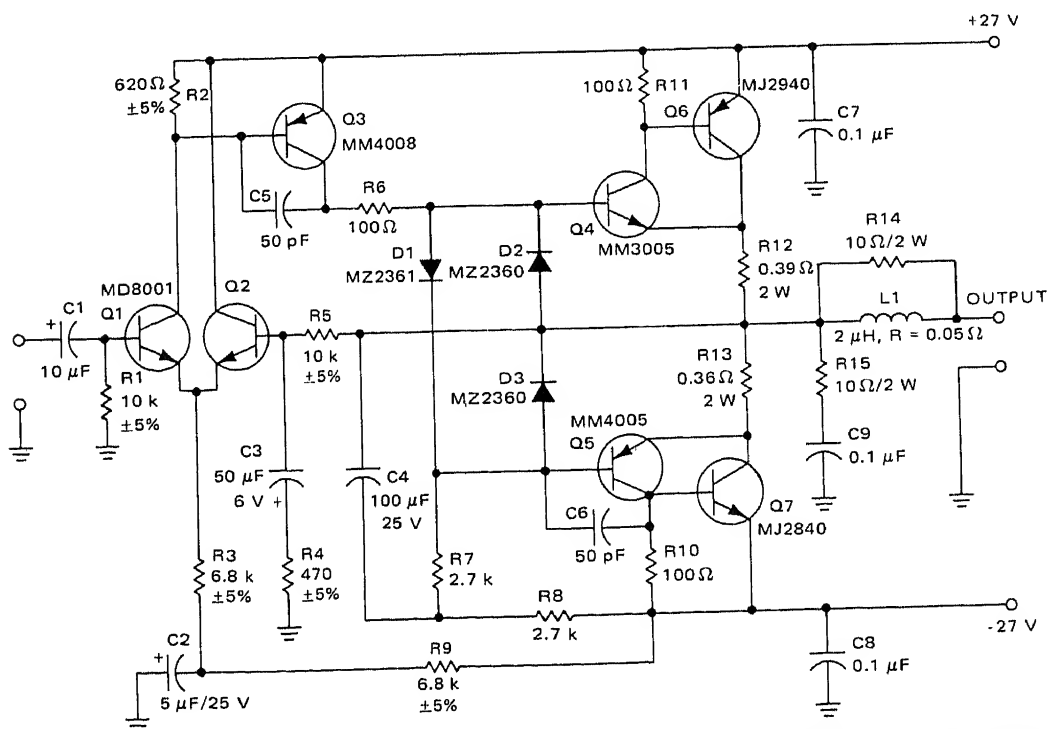 +27 V
620Ω
±5%
R2
Q3
MM4008
C5
50 pF
R6
100Ω
100Ω
R11
MJ2940
Q6
C7
0.1 µF
Q4
MM3005
D1
MZ2361
D2
MZ2360
R12
0.39Ω
2 W
R14
10Ω/2 W
L1
OUTPUT
2 µH, R = 0.05Ω
MD8001
Q1
Q2
C1
+
10 µF
R1
10 k
±5%
R5
10 k
±5%
D3
MZ2360
R13
0.36Ω
2 W
R15
10Ω/2 W
C9
0.1 µF
MM4005
Q5
C3
50 µF
6 V +
C4
100 µF
25 V
C6
50 pF
Q7
MJ2840
R3
6.8 k
±5%
R4
470
±5%
R7
2.7 k
R10
100Ω
R8
2.7 k
-27 V
C2
+
5 µF/25 V
R9
6.8 k
±5%
C8
0.1 µF